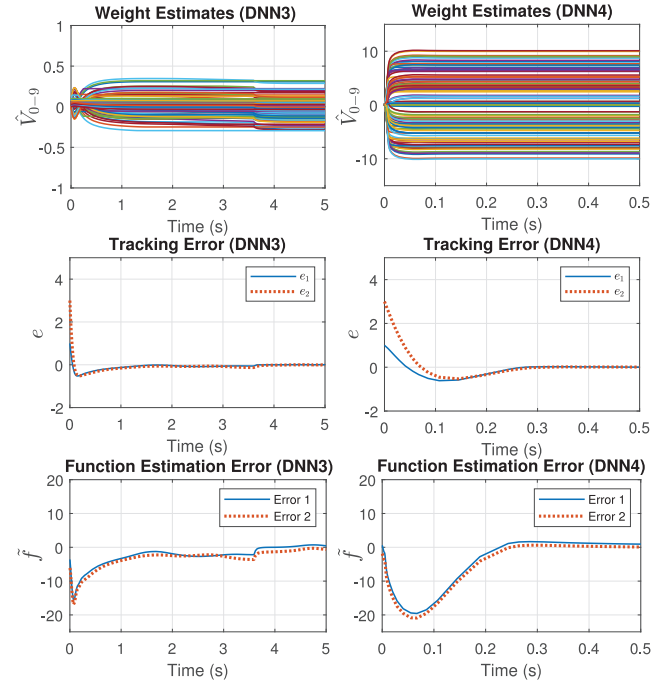 Weight Estimates (DNN3)
1
0.5
0
-0.5
-1
V̂₀₋₉
0 1 2 3 4 5
Time (s)
Weight Estimates (DNN4)
10
0
-10
V̂₀₋₉
0 0.1 0.2 0.3 0.4 0.5
Time (s)
Tracking Error (DNN3)
4
2
0
-2
e
e₁
e₂
0 1 2 3 4 5
Time (s)
Tracking Error (DNN4)
4
2
0
-2
e
e₁
e₂
0 0.1 0.2 0.3 0.4 0.5
Time (s)
Function Estimation Error (DNN3)
20
10
0
-10
-20
f̃
Error 1
Error 2
0 1 2 3 4 5
Time (s)
Function Estimation Error (DNN4)
20
10
0
-10
-20
f̃
Error 1
Error 2
0 0.1 0.2 0.3 0.4 0.5
Time (s)